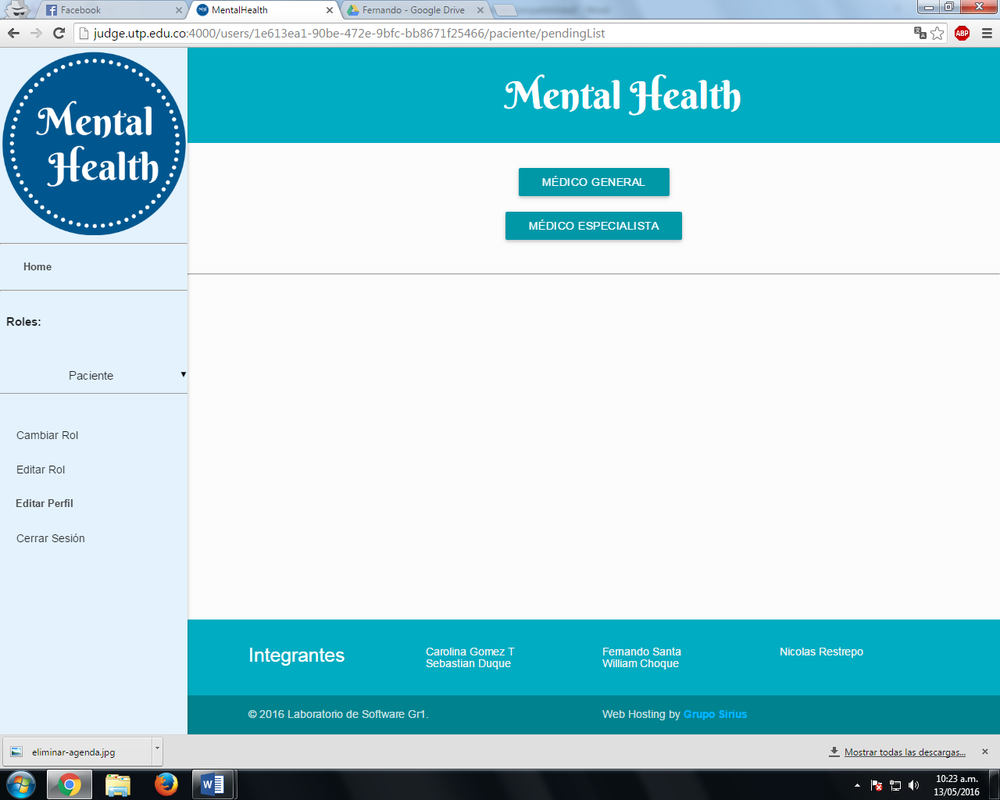 Facebook
MentalHealth
Fernando - Google Drive
judge.utp.edu.co:4000/users/1e613ea1-90be-472e-9bfc-bb8671f25466/paciente/pendingList
ABP
Mental
Health
Mental Health
MÉDICO GENERAL
MÉDICO ESPECIALISTA
Home
Roles:
Paciente
Cambiar Rol
Editar Rol
Editar Perfil
Cerrar Sesión
Integrantes
Carolina Gomez T
Sebastian Duque
Fernando Santa
William Choque
Nicolas Restrepo
© 2016 Laboratorio de Software Gr1.
Web Hosting by Grupo Sirius
eliminar-agenda.jpg
Mostrar todas las descargas...
10:23 a.m.
13/05/2016